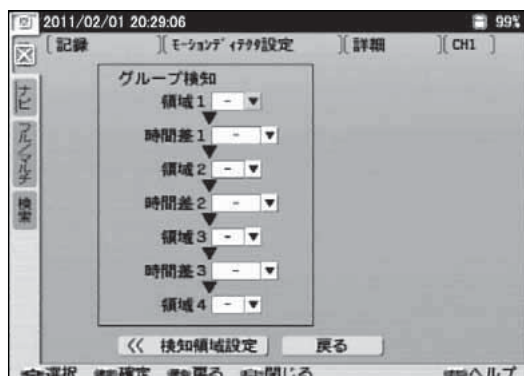 2011/02/01 20:29:06 99%
記録 モーションディテクタ設定 詳細 CH1
ナビ
フル/マルチ
検索
グループ検知
領域1 - ▼
▼
時間差1 - ▼
▼
領域2 - ▼
▼
時間差2 - ▼
▼
領域3 - ▼
▼
時間差3 - ▼
▼
領域4 - ▼
≪ 検知領域設定 戻る
選択 確定 戻る 閉じる ヘルプ